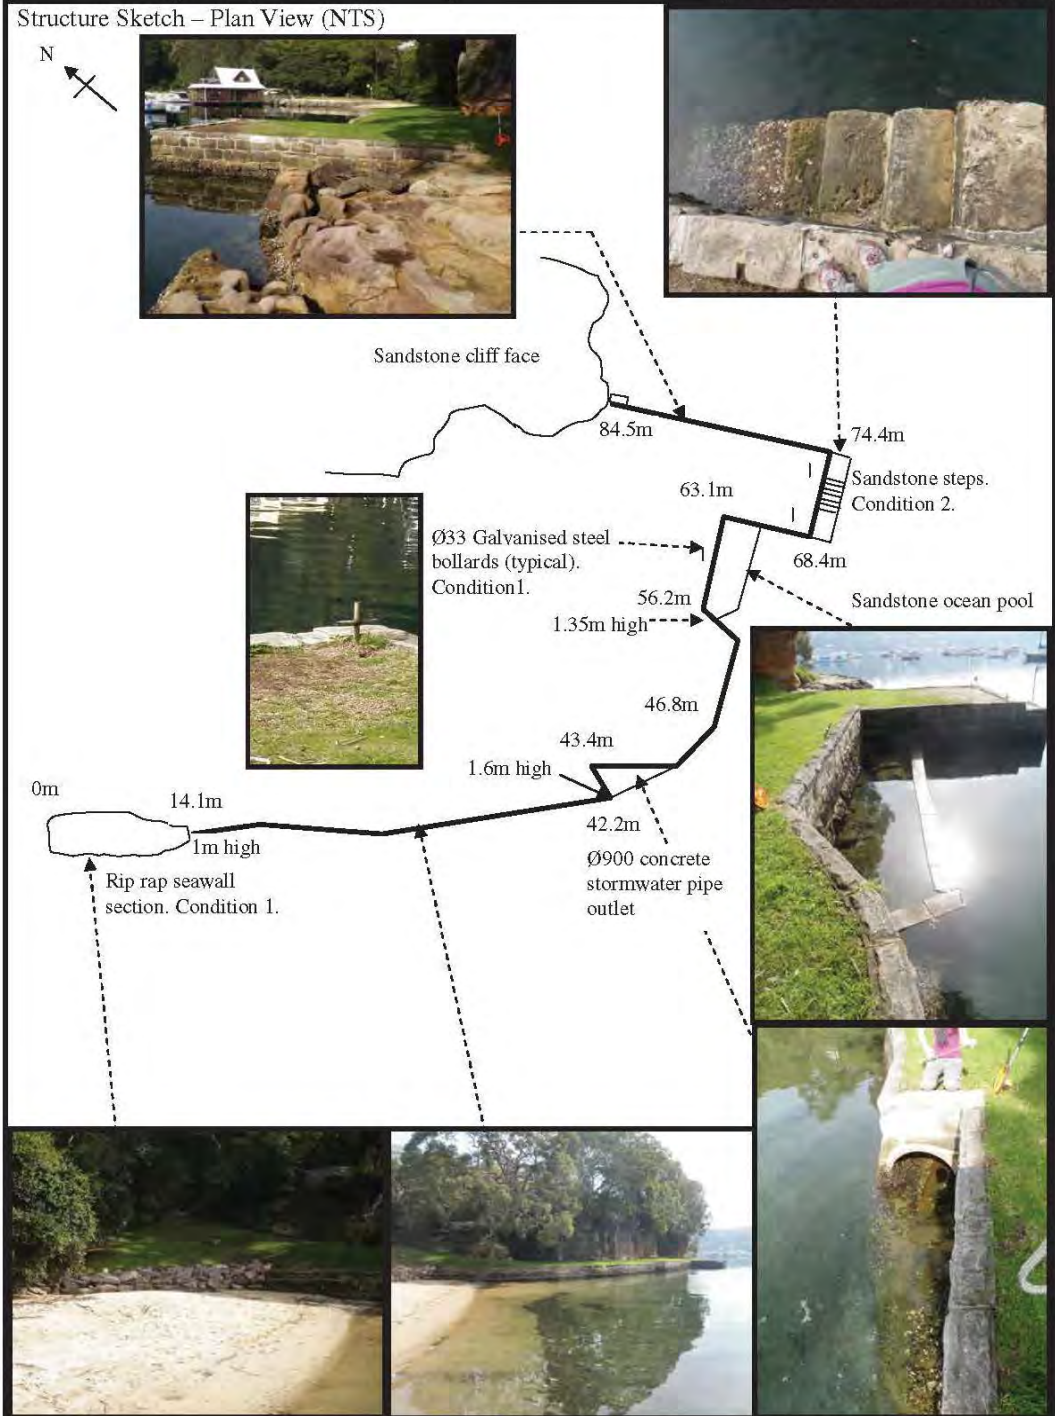 Structure Sketch – Plan View (NTS)
N
Sandstone cliff face
84.5m
74.4m
Sandstone steps.
Condition 2.
63.1m
Ø33 Galvanised steel
bollards (typical).
Condition1.
68.4m
56.2m
Sandstone ocean pool
1.35m high
46.8m
43.4m
1.6m high
0m
14.1m
1m high
42.2m
Rip rap seawall
section. Condition 1.
Ø900 concrete
stormwater pipe
outlet